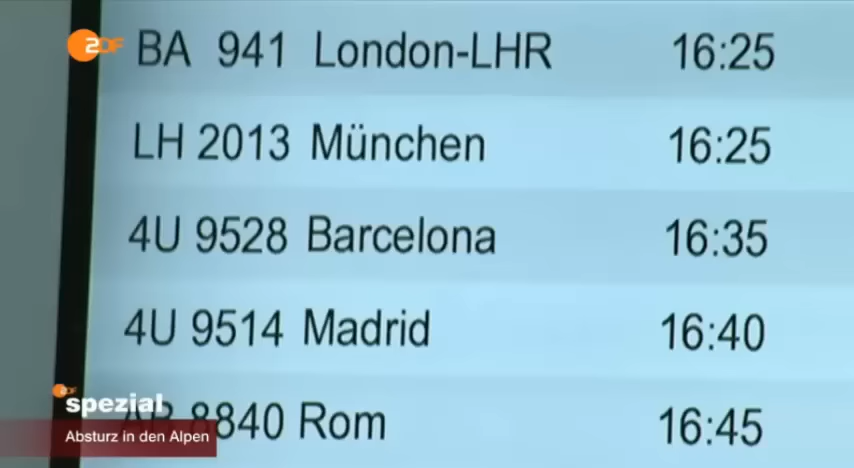 ZDF
BA 941 London-LHR 16:25
LH 2013 München 16:25
4U 9528 Barcelona 16:35
4U 9514 Madrid 16:40
8840 Rom 16:45
ZDF
spezial
Absturz in den Alpen